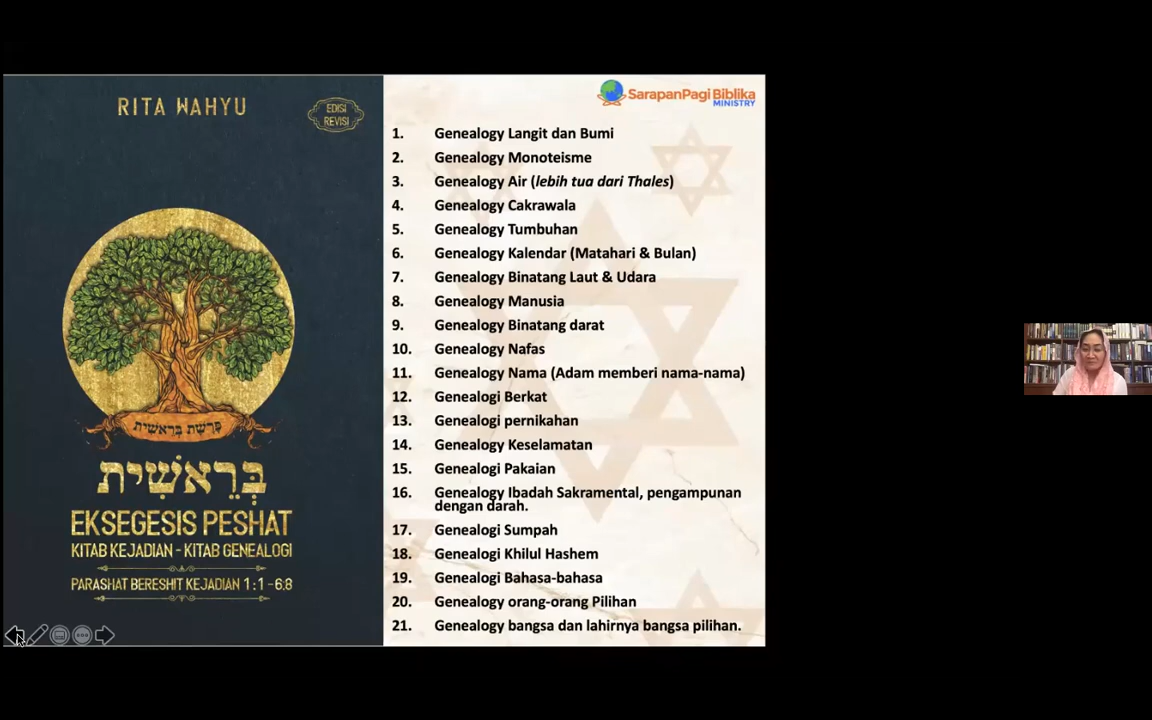 RITA WAHYU
EDISI
REVISI
פָּרָשַׁת בְּרֵאשִׁית
בְּרֵאשִׁית
EKSEGESIS PESHAT
KITAB KEJADIAN - KITAB GENEALOGI
PARASHAT BERESHIT KEJADIAN 1:1 - 6:8
SarapanPagi Biblika
MINISTRY
1. Genealogy Langit dan Bumi
2. Genealogy Monoteisme
3. Genealogy Air (lebih tua dari Thales)
4. Genealogy Cakrawala
5. Genealogy Tumbuhan
6. Genealogy Kalendar (Matahari & Bulan)
7. Genealogy Binatang Laut & Udara
8. Genealogy Manusia
9. Genealogy Binatang darat
10. Genealogy Nafas
11. Genealogy Nama (Adam memberi nama-nama)
12. Genealogi Berkat
13. Genealogi pernikahan
14. Genealogy Keselamatan
15. Genealogi Pakaian
16. Genealogy Ibadah Sakramental, pengampunan
dengan darah.
17. Genealogi Sumpah
18. Genealogi Khilul Hashem
19. Genealogi Bahasa-bahasa
20. Genealogy orang-orang Pilihan
21. Genealogy bangsa dan lahirnya bangsa pilihan.